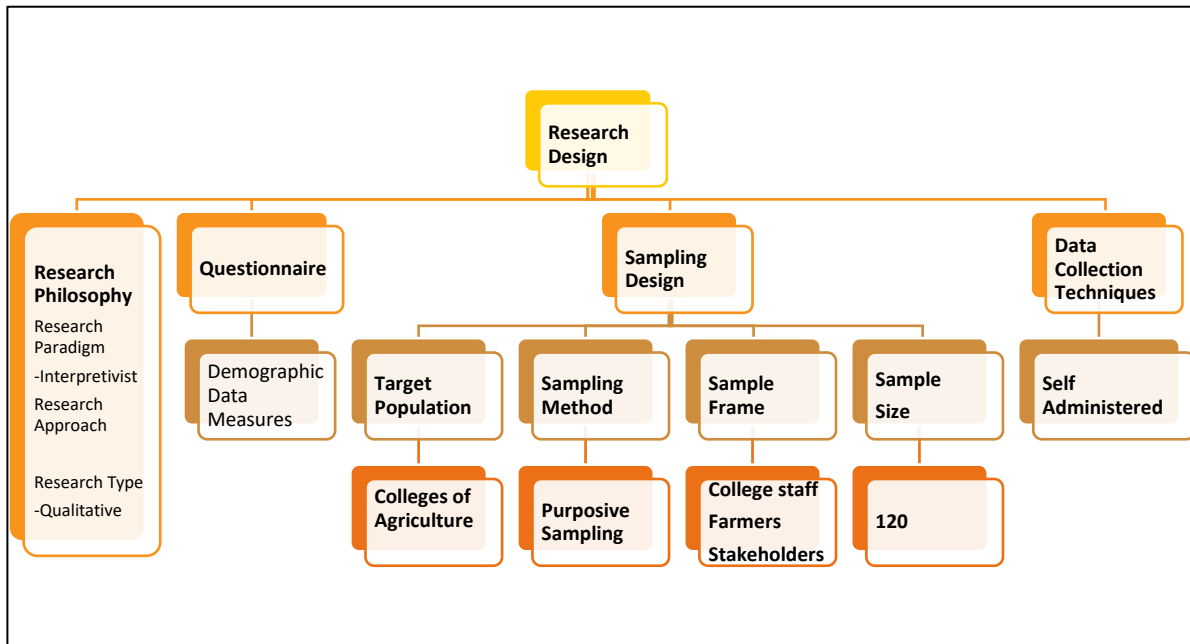 Research
Design
Research
Philosophy
Research
Paradigm
-Interpretivist
Research
Approach
Research Type
-Qualitative
Questionnaire
Demographic
Data
Measures
Sampling
Design
Target
Population
Colleges of
Agriculture
Sampling
Method
Purposive
Sampling
Sample
Frame
College staff
Farmers
Stakeholders
Sample
Size
120
Data
Collection
Techniques
Self
Administered